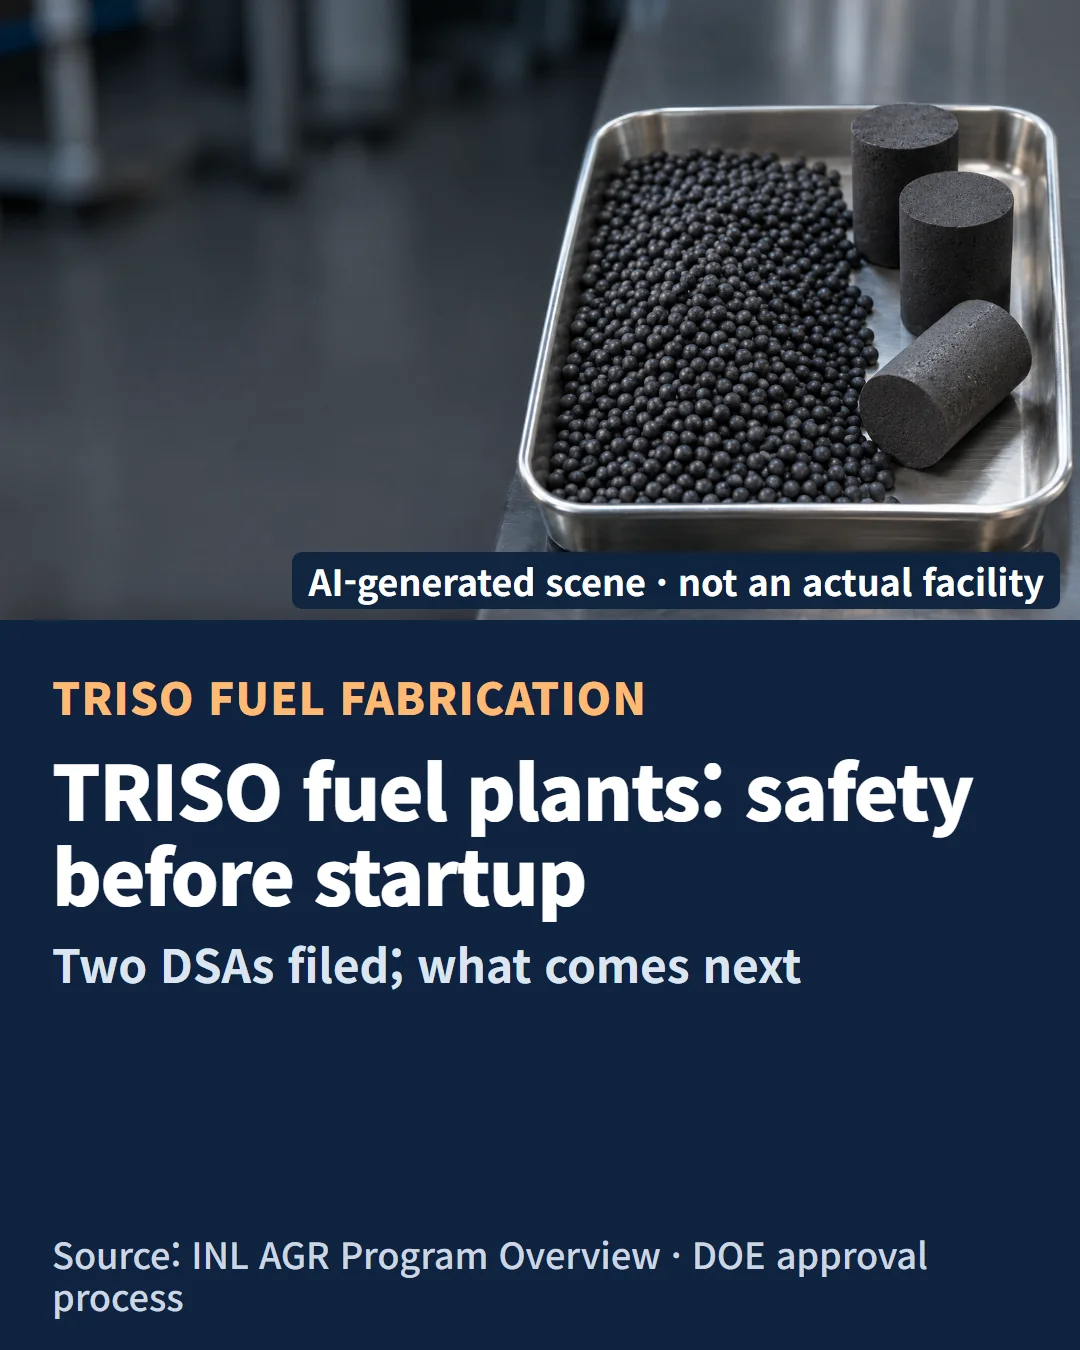 AI-generated scene · not an actual facility
TRISO FUEL FABRICATION
TRISO fuel plants: safety
before startup
Two DSAs filed; what comes next
Source: INL AGR Program Overview · DOE approval
process